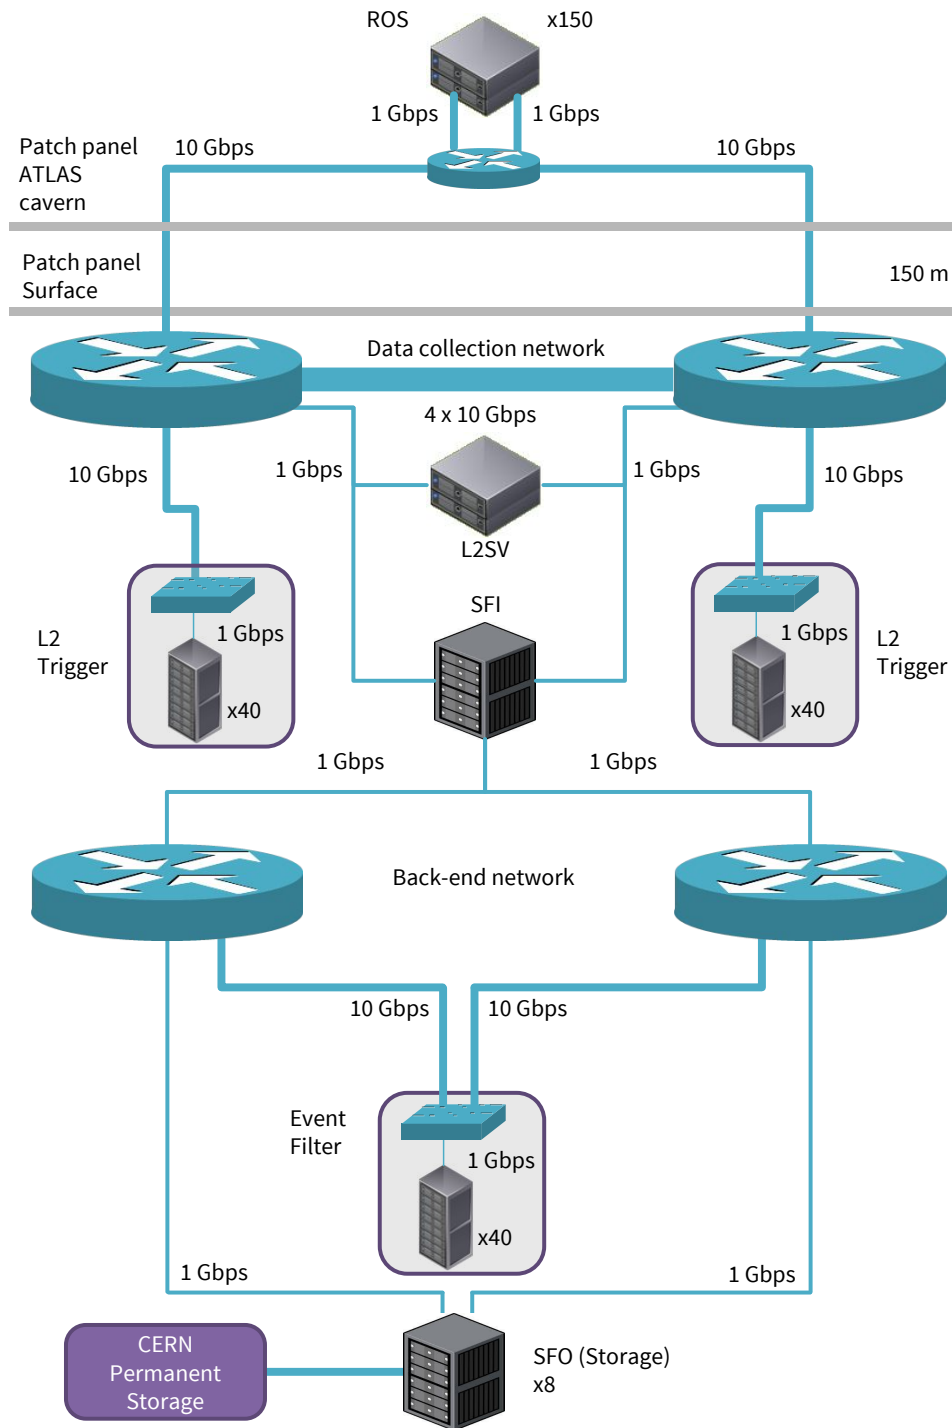 ROS
x150
1 Gbps
1 Gbps
Patch panel
ATLAS
cavern
10 Gbps
10 Gbps
Patch panel
Surface
150 m
Data collection network
4 x 10 Gbps
10 Gbps
1 Gbps
1 Gbps
10 Gbps
L2SV
SFI
L2
Trigger
1 Gbps
x40
1 Gbps
x40
L2
Trigger
1 Gbps
1 Gbps
Back-end network
10 Gbps
10 Gbps
Event
Filter
1 Gbps
x40
1 Gbps
1 Gbps
CERN
Permanent
Storage
SFO (Storage)
x8